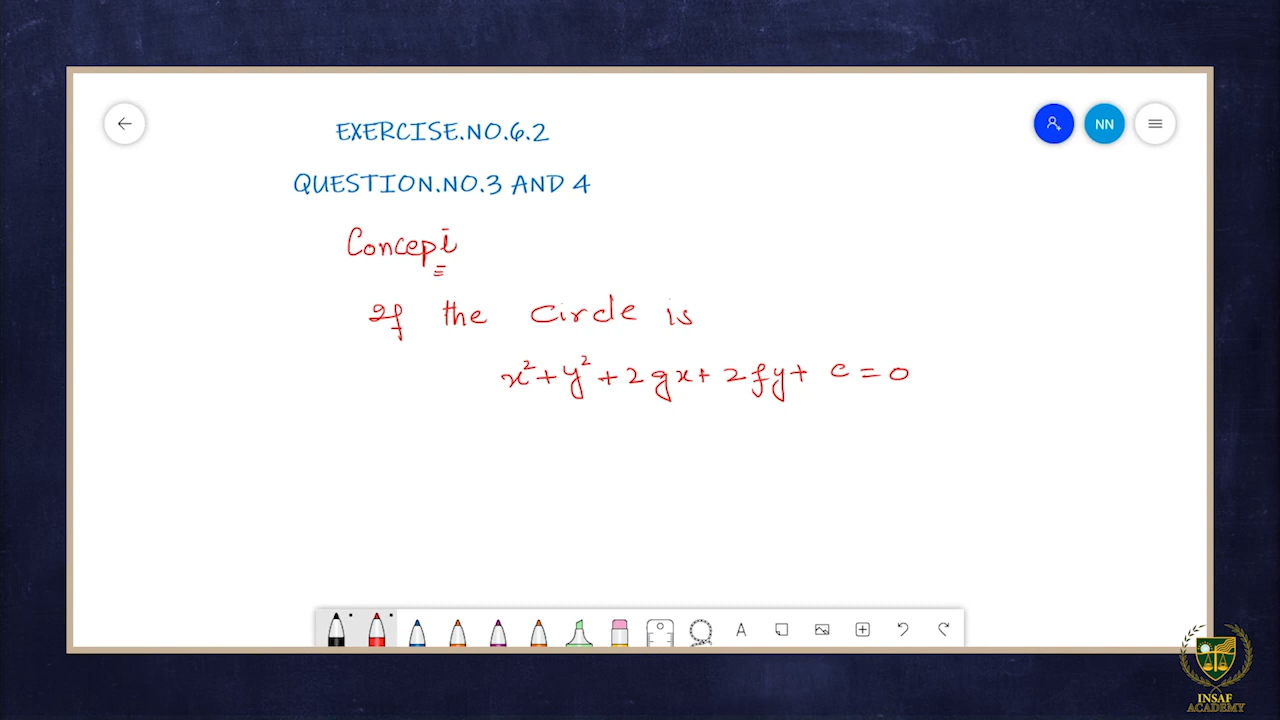 EXERCISE.NO.6.2
NN
QUESTION.NO.3 AND 4
Concept
If the circle is
x²+y²+2gx+2fy+c=0
A
INSAF
ACADEMY